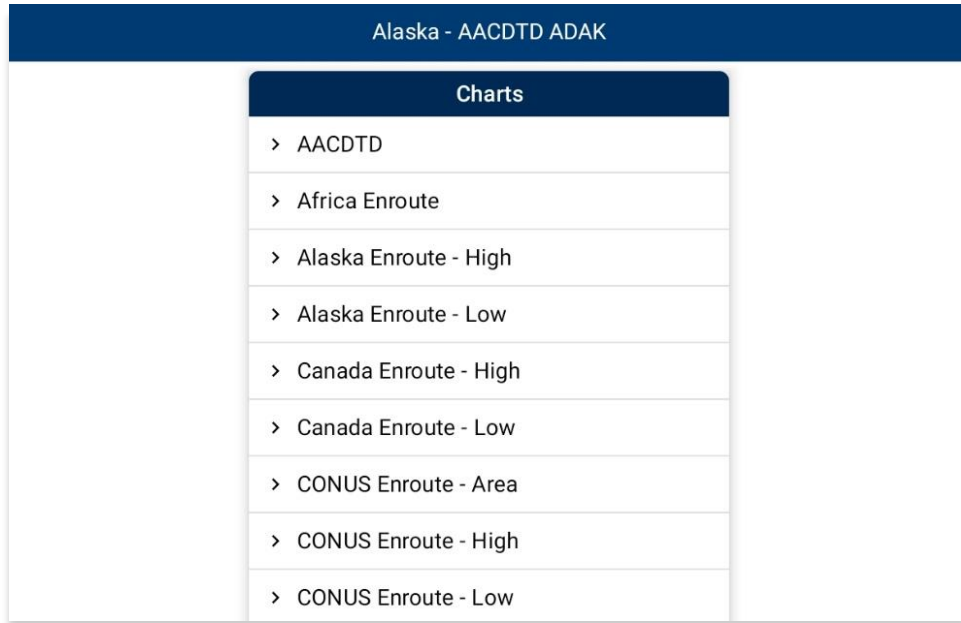 Alaska - AACDTD ADAK
Charts
AACDTD
Africa Enroute
Alaska Enroute - High
Alaska Enroute - Low
Canada Enroute - High
Canada Enroute - Low
CONUS Enroute - Area
CONUS Enroute - High
CONUS Enroute - Low